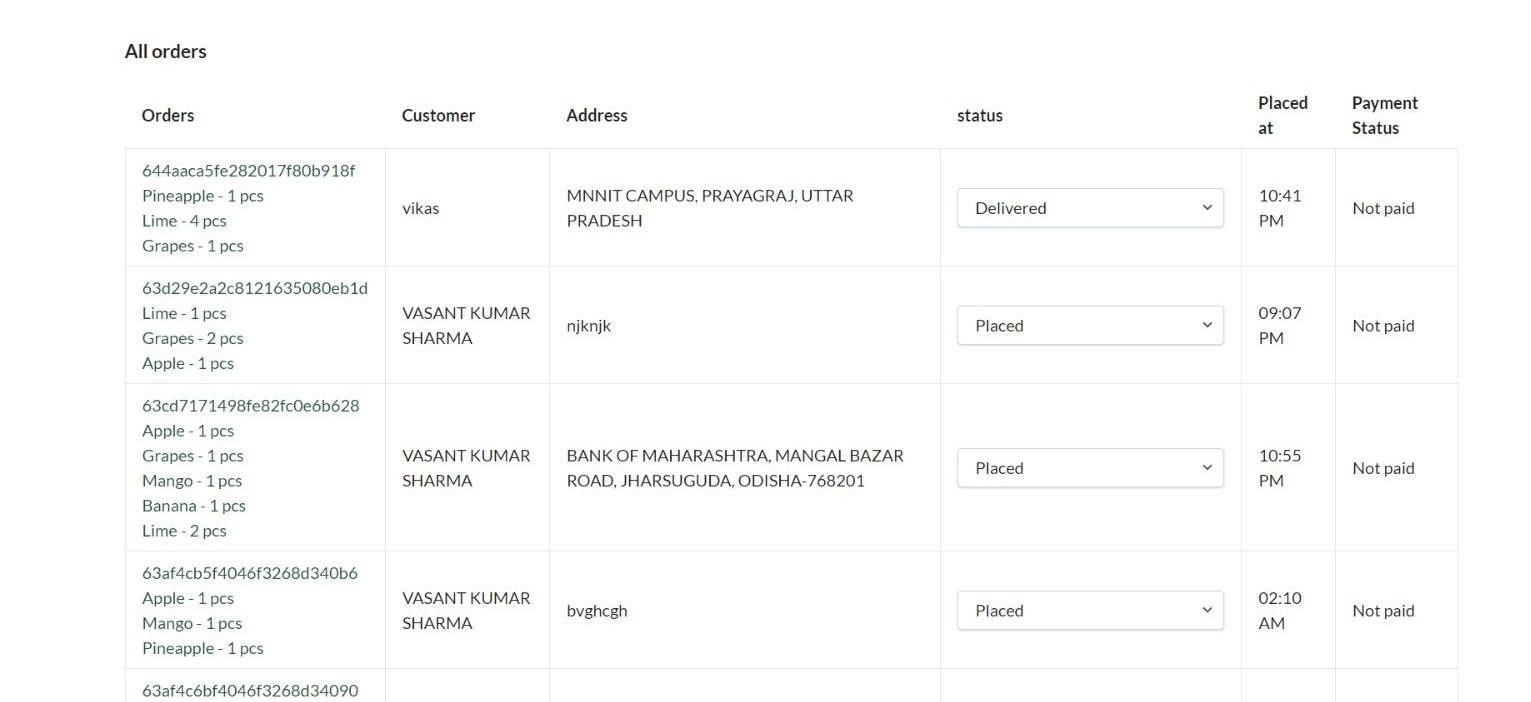 All orders
Orders
Customer
Address
status
Placed
at
Payment
Status
644aaca5fe282017f80b918f
Pineapple - 1 pcs
Lime - 4 pcs
Grapes - 1 pcs
vikas
MNNIT CAMPUS, PRAYAGRAJ, UTTAR
PRADESH
Delivered
10:41
PM
Not paid
63d29e2a2c8121635080eb1d
Lime - 1 pcs
Grapes - 2 pcs
Apple - 1 pcs
VASANT KUMAR
SHARMA
njknjk
Placed
09:07
PM
Not paid
63cd7171498fe82fc0e6b628
Apple - 1 pcs
Grapes - 1 pcs
Mango - 1 pcs
Banana - 1 pcs
Lime - 2 pcs
VASANT KUMAR
SHARMA
BANK OF MAHARASHTRA, MANGAL BAZAR
ROAD, JHARSUGUDA, ODISHA-768201
Placed
10:55
PM
Not paid
63af4cb5f4046f3268d340b6
Apple - 1 pcs
Mango - 1 pcs
Pineapple - 1 pcs
VASANT KUMAR
SHARMA
bvghcgh
Placed
02:10
AM
Not paid
63af4c6bf4046f3268d34090